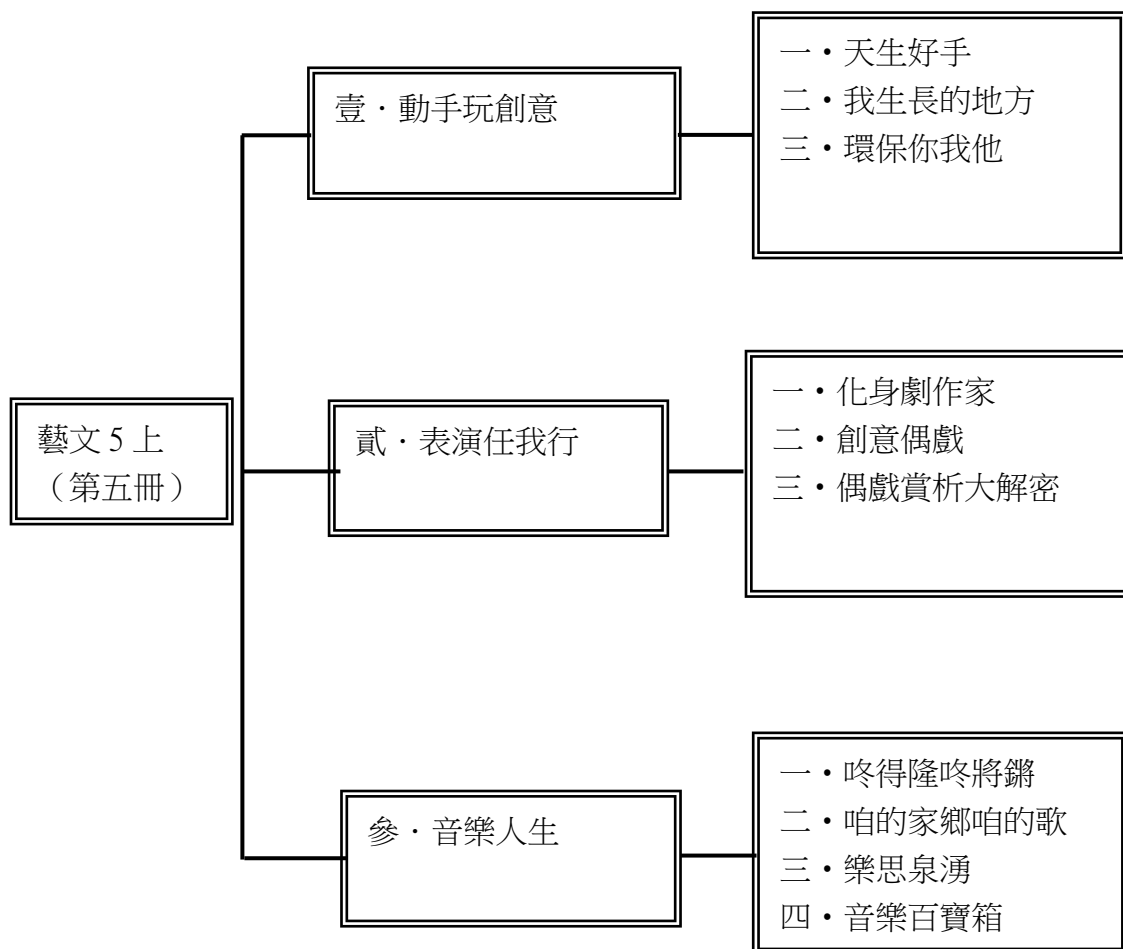 藝文 5 上
（第五冊）
壹．動手玩創意
一・天生好手
二・我生長的地方
三・環保你我他
貳．表演任我行
一・化身劇作家
二・創意偶戲
三・偶戲賞析大解密
參．音樂人生
一・咚得隆咚將鏘
二・咱的家鄉咱的歌
三・樂思泉湧
四・音樂百寶箱